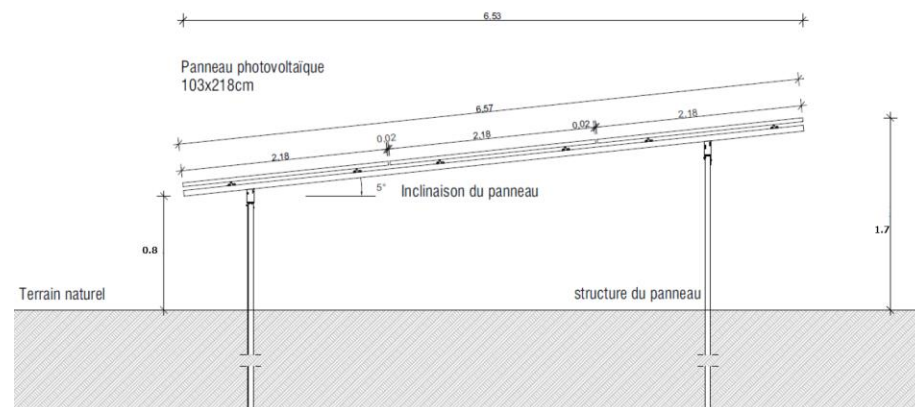 6.53
Panneau photovoltaïque
103x218cm
6.57
2.18
0.02
2.18
0.02
2.18
5°
Inclinaison du panneau
0.8
1.7
Terrain naturel
structure du panneau